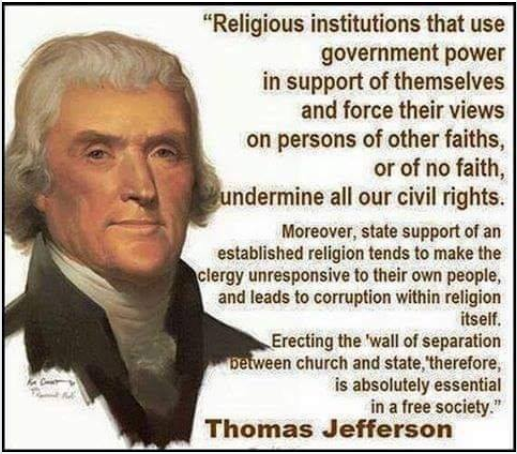 “Religious institutions that use
government power
in support of themselves
and force their views
on persons of other faiths,
or of no faith,
undermine all our civil rights.
Moreover, state support of an
established religion tends to make the
clergy unresponsive to their own people,
and leads to corruption within religion
itself.
Erecting the 'wall of separation
between church and state,'therefore,
is absolutely essential
in a free society.”
Thomas Jefferson